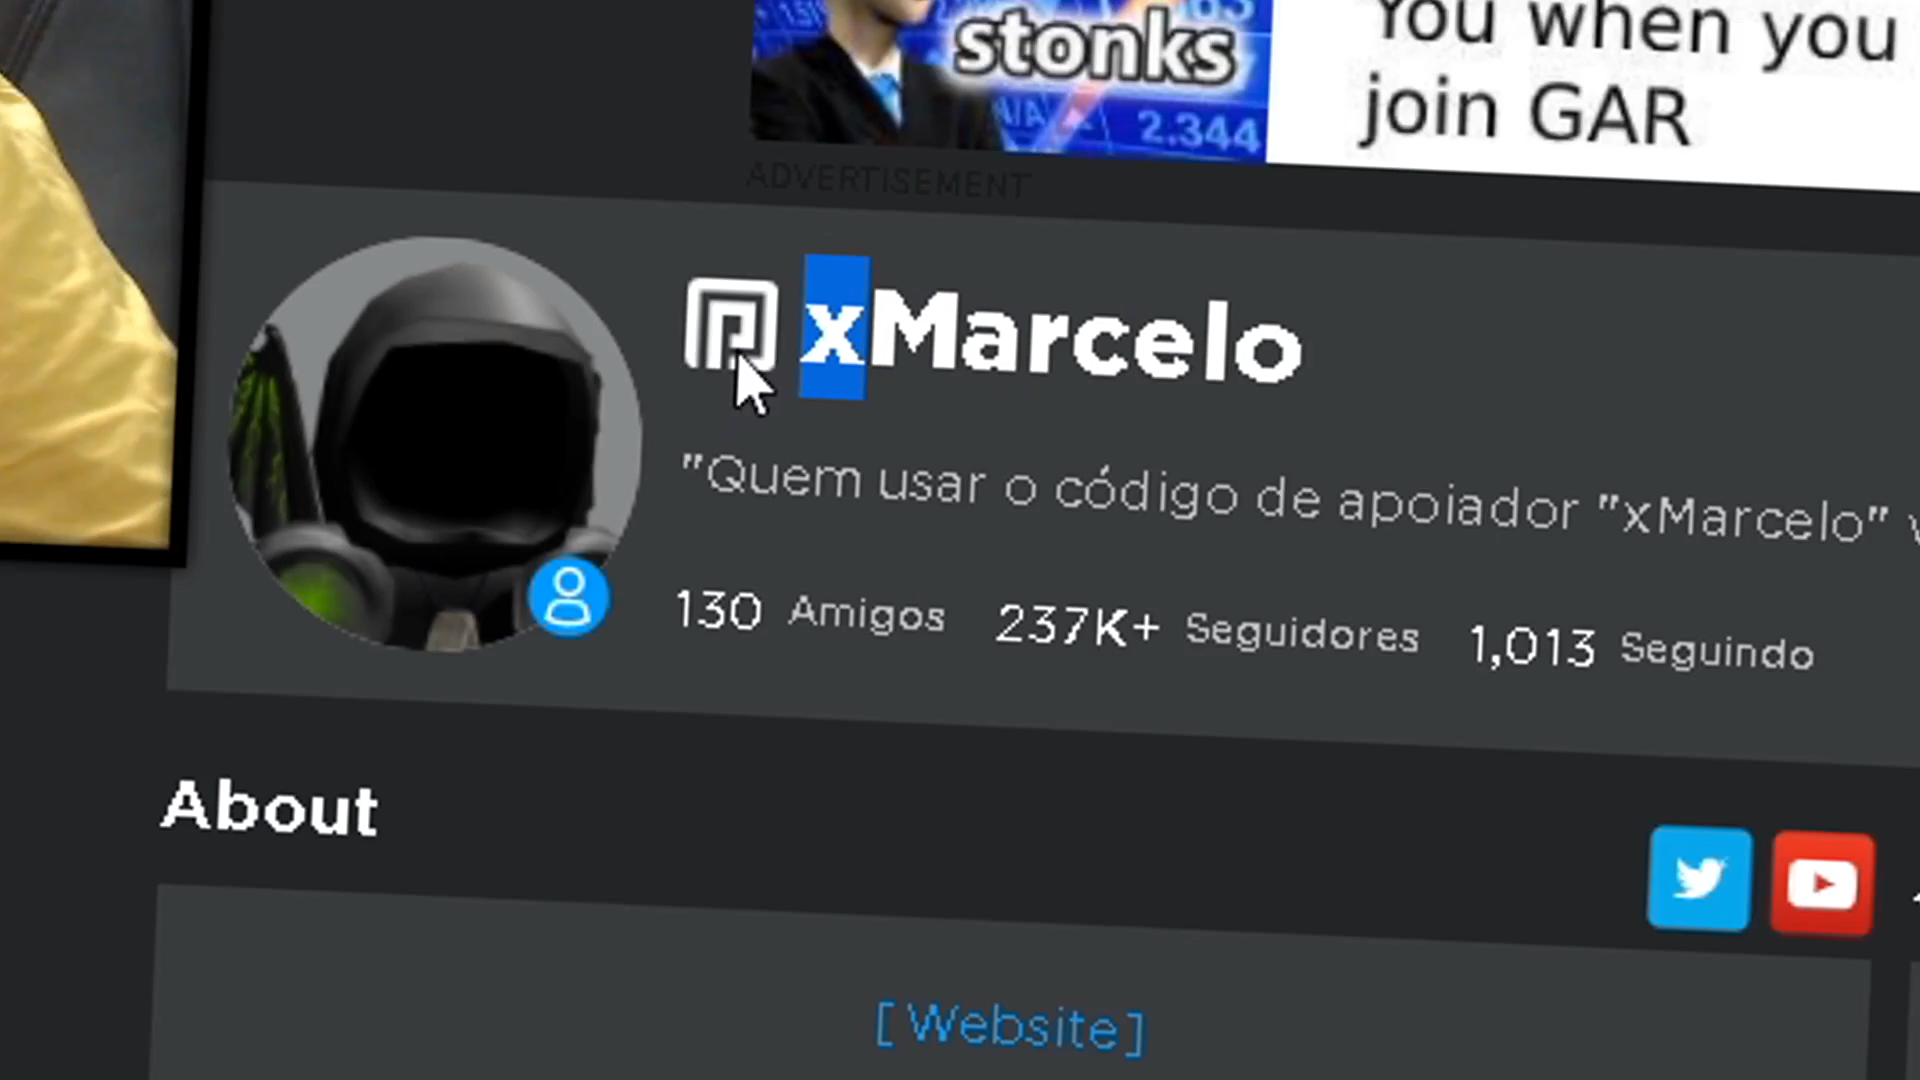 stonks
2.344
You when you
join GAR
ADVERTISEMENT
xMarcelo
"Quem usar o código de apoiador "xMarcelo"
130 Amigos 237K+ Seguidores 1,013 Seguindo
About
[ Website ]